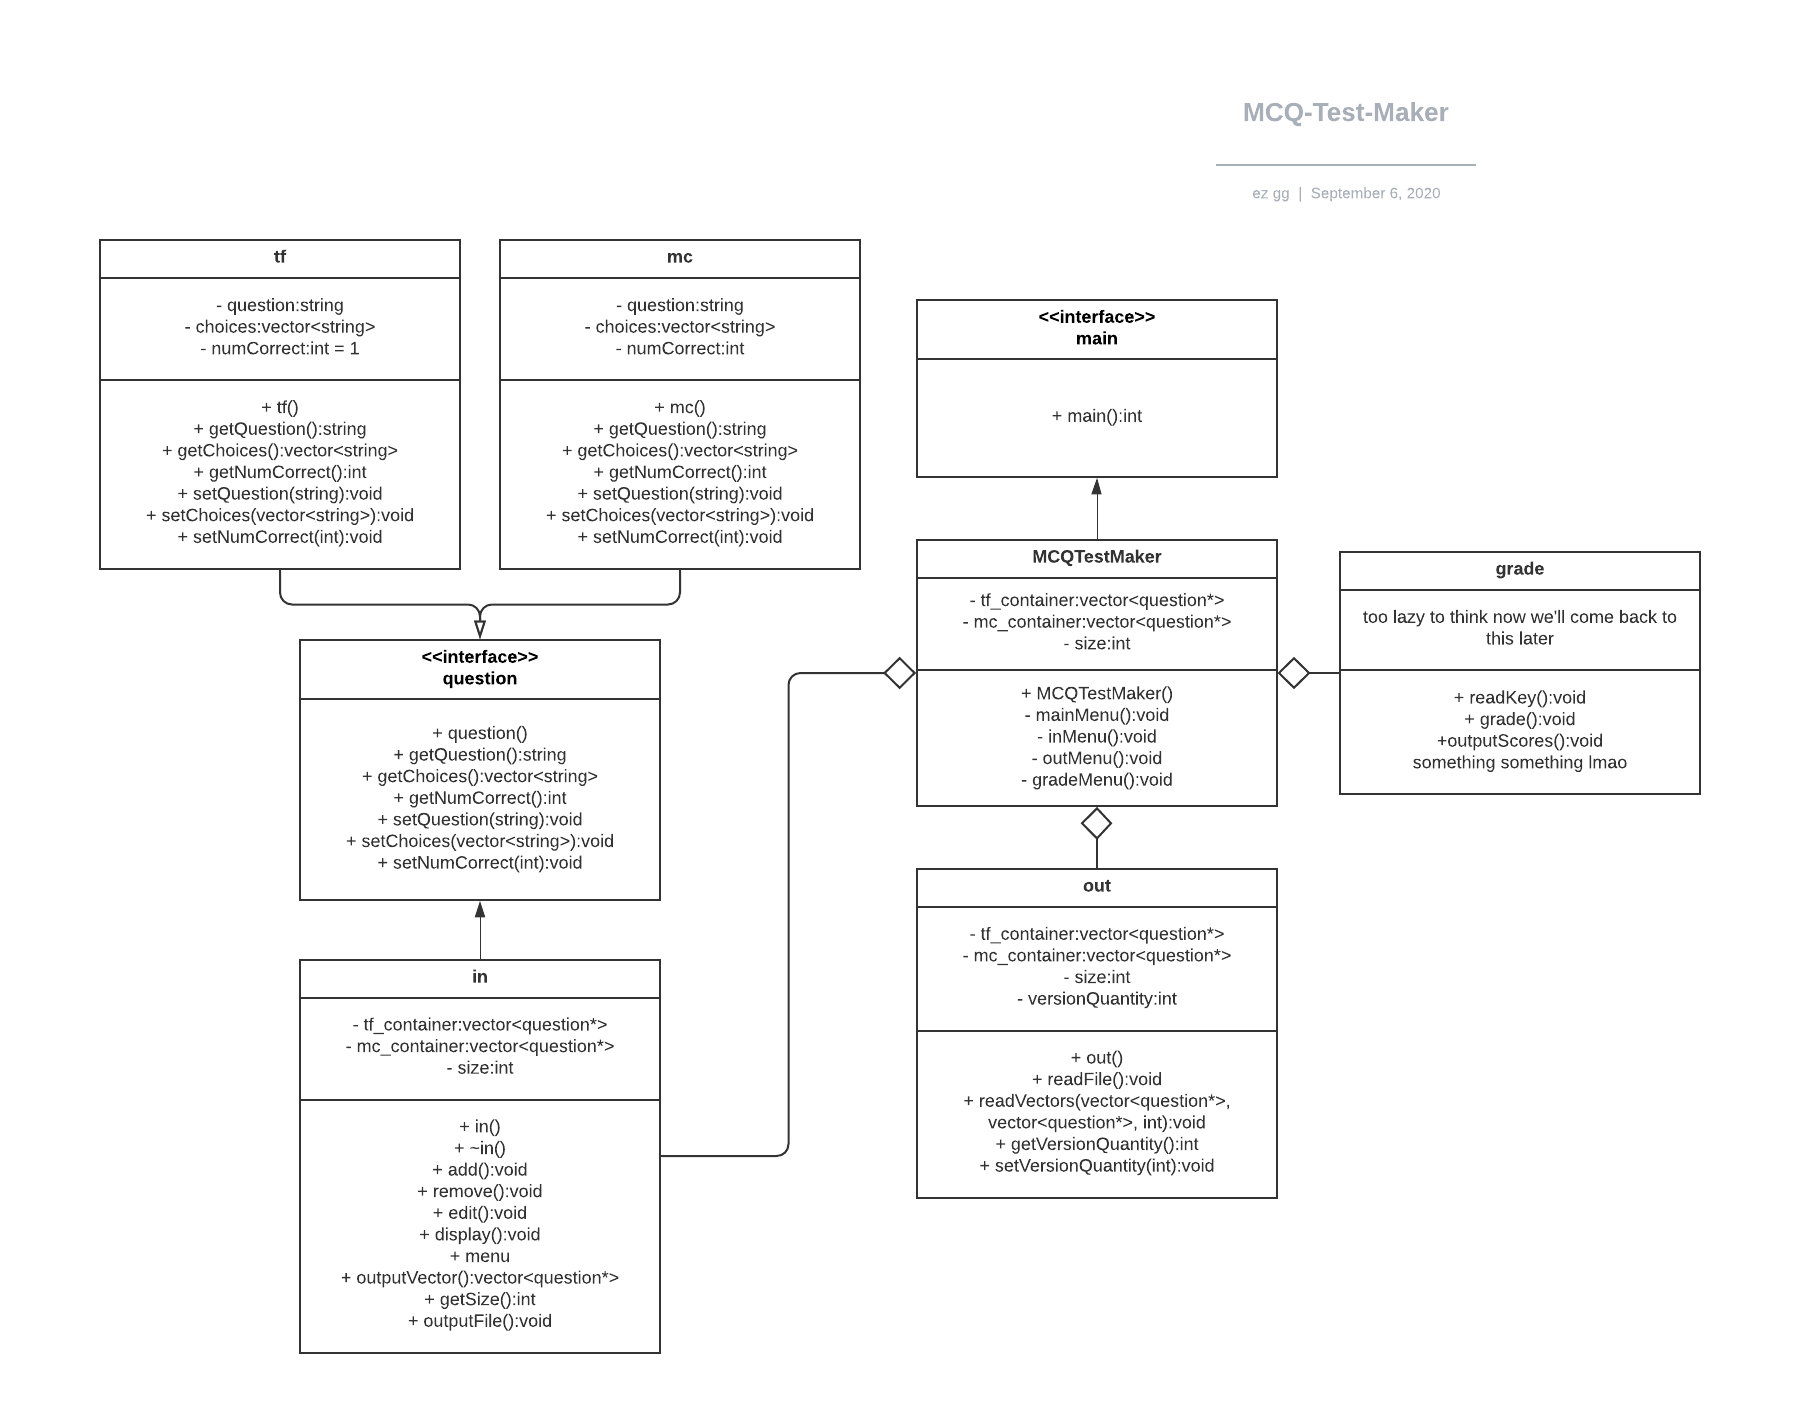 MCQ-Test-Maker
ez gg | September 6, 2020
tf
- question:string
- choices:vector<string>
- numCorrect:int = 1
+ tf()
+ getQuestion():string
+ getChoices():vector<string>
+ getNumCorrect():int
+ setQuestion(string):void
+ setChoices(vector<string>):void
+ setNumCorrect(int):void
mc
- question:string
- choices:vector<string>
- numCorrect:int
+ mc()
+ getQuestion():string
+ getChoices():vector<string>
+ getNumCorrect():int
+ setQuestion(string):void
+ setChoices(vector<string>):void
+ setNumCorrect(int):void
<<interface>>
main
+ main():int
MCQTestMaker
- tf_container:vector<question*>
- mc_container:vector<question*>
- size:int
+ MCQTestMaker()
- mainMenu():void
- inMenu():void
- outMenu():void
- gradeMenu():void
grade
too lazy to think now we'll come back to
this later
+ readKey():void
+ grade():void
+outputScores():void
something something lmao
<<interface>>
question
+ question()
+ getQuestion():string
+ getChoices():vector<string>
+ getNumCorrect():int
+ setQuestion(string):void
+ setChoices(vector<string>):void
+ setNumCorrect(int):void
out
- tf_container:vector<question*>
- mc_container:vector<question*>
- size:int
- versionQuantity:int
+ out()
+ readFile():void
+ readVectors(vector<question*>,
vector<question*>, int):void
+ getVersionQuantity():int
+ setVersionQuantity(int):void
in
- tf_container:vector<question*>
- mc_container:vector<question*>
- size:int
+ in()
+ ~in()
+ add():void
+ remove():void
+ edit():void
+ display():void
+ menu
+ outputVector():vector<question*>
+ getSize():int
+ outputFile():void